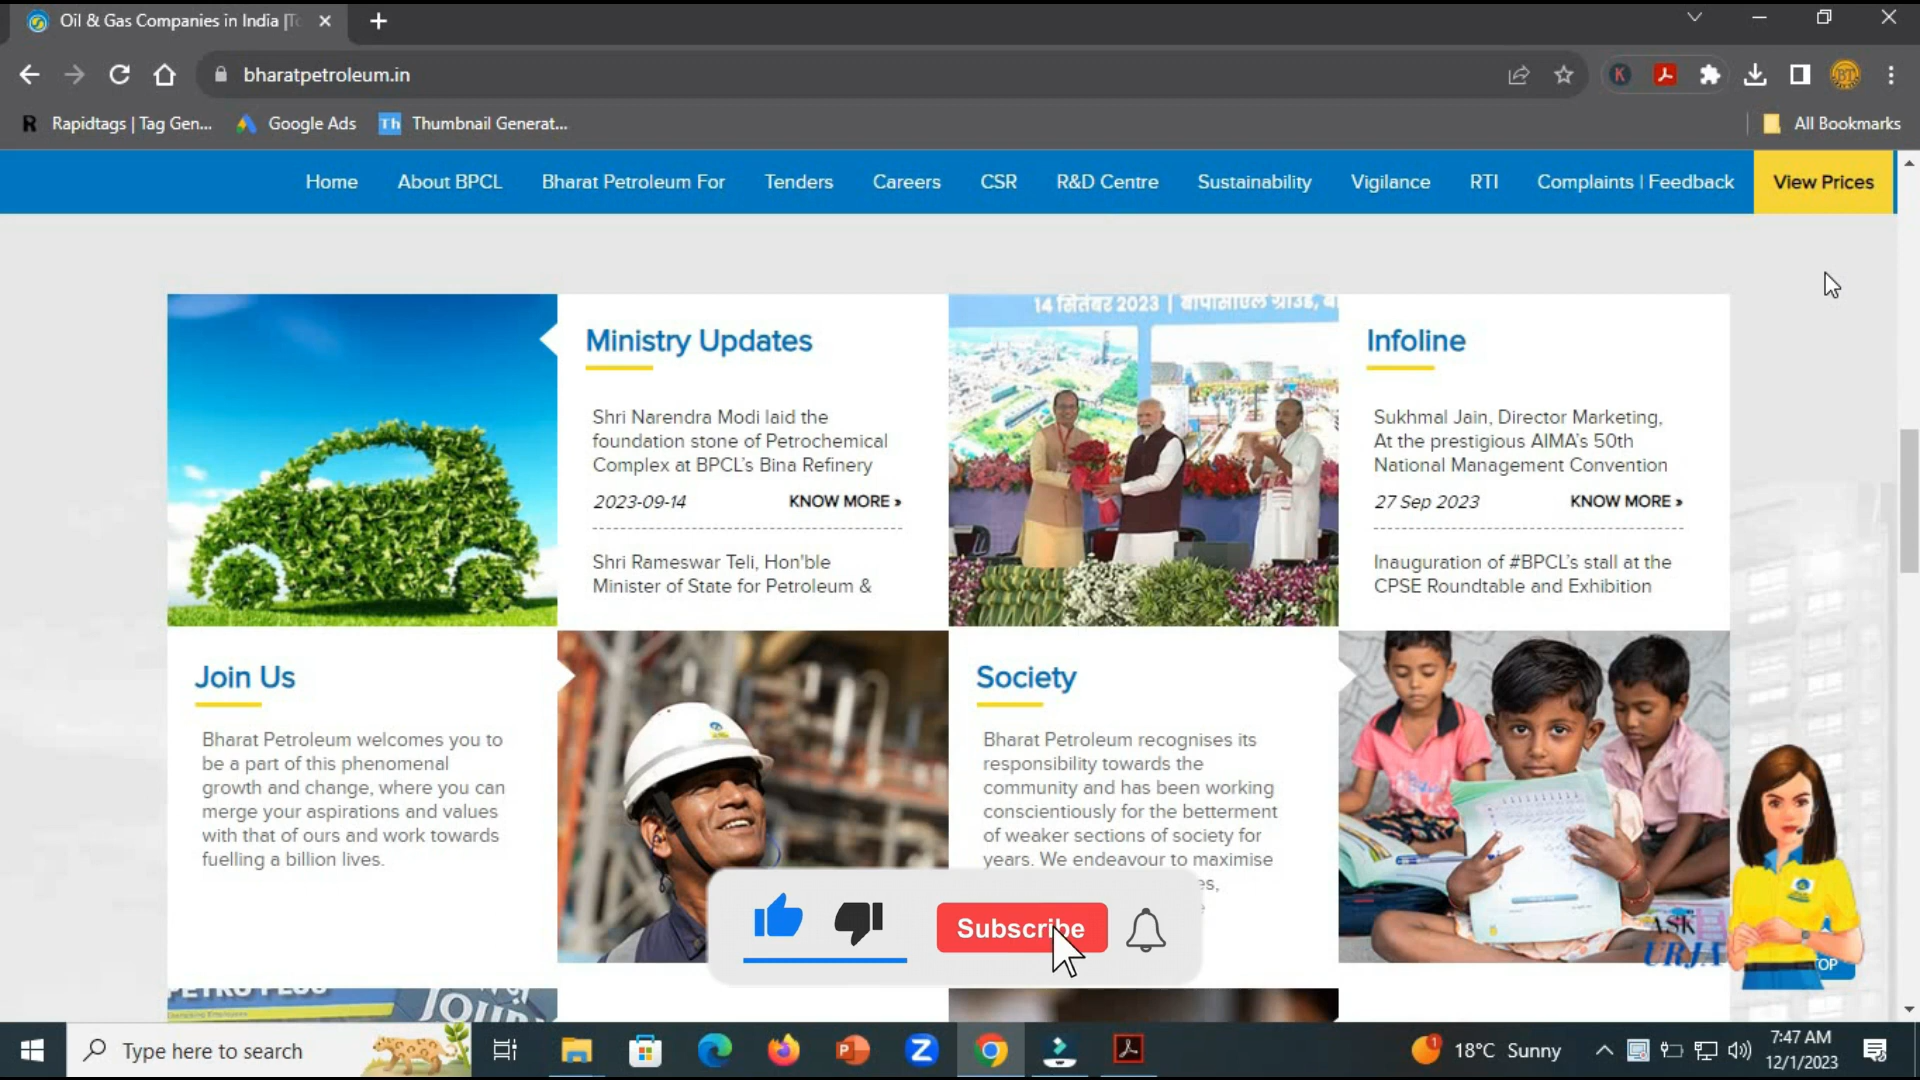 Oil & Gas Companies in India |To
bharatpetroleum.in
Rapidtags | Tag Gen...
Google Ads
Th
Thumbnail Generat...
All Bookmarks
Home
About BPCL
Bharat Petroleum For
Tenders
Careers
CSR
R&D Centre
Sustainability
Vigilance
RTI
Complaints | Feedback
View Prices
14 सितंबर 2023 |
Ministry Updates
Shri Narendra Modi laid the
foundation stone of Petrochemical
Complex at BPCL's Bina Refinery
2023-09-14
KNOW MORE »
Shri Rameswar Teli, Hon'ble
Minister of State for Petroleum &
Infoline
Sukhmal Jain, Director Marketing,
At the prestigious AIMA's 50th
National Management Convention
27 Sep 2023
KNOW MORE »
Inauguration of #BPCL's stall at the
CPSE Roundtable and Exhibition
Join Us
Bharat Petroleum welcomes you to
be a part of this phenomenal
growth and change, where you can
merge your aspirations and values
with that of ours and work towards
fuelling a billion lives.
Society
Bharat Petroleum recognises its
responsibility towards the
community and has been working
conscientiously for the betterment
of weaker sections of society for
years. We endeavour to maximise
es,
e
Subscribe
ASK
URJA
OP
Type here to search
18°C Sunny
7:47 AM
12/1/2023